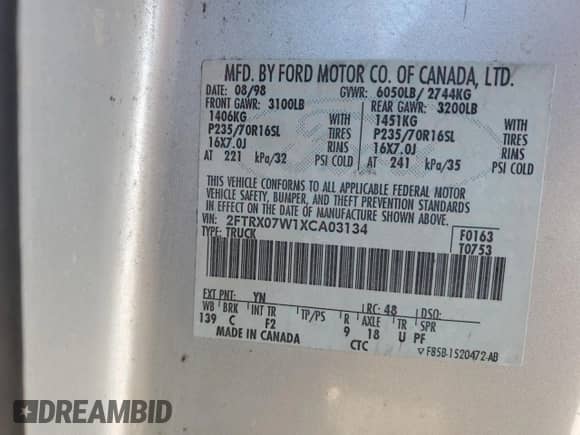 MFD. BY FORD MOTOR CO. OF CANADA, LTD.
DATE: 08/98 GVWR: 6050LB/ 2744KG
FRONT GAWR: 3100LB REAR GAWR: 3200LB
1406KG WITH 1451KG WITH
P235/70R16SL TIRES P235/70R16SL TIRES
16X7.0J RIMS 16X7.0J RIMS
AT 221 kPa/32 PSI COLD AT 241 kPa/35 PSI COLD
THIS VEHICLE CONFORMS TO ALL APPLICABLE FEDERAL MOTOR
VEHICLE SAFETY, BUMPER, AND THEFT PREVENTION STANDARDS
IN EFFECT ON THE DATE OF MANUFACTURE SHOWN ABOVE.
VIN: 2FTRX07W1XCA03134 F0163
TYPE: TRUCK T0753
EXT PNT: YN RC: 48 DSO:
WB BRK INT TR TP/PS R AXLE TR SPR
139 C F2 9 18 U PF
MADE IN CANADA CTC F85B-1520472-AB
DREAMBID